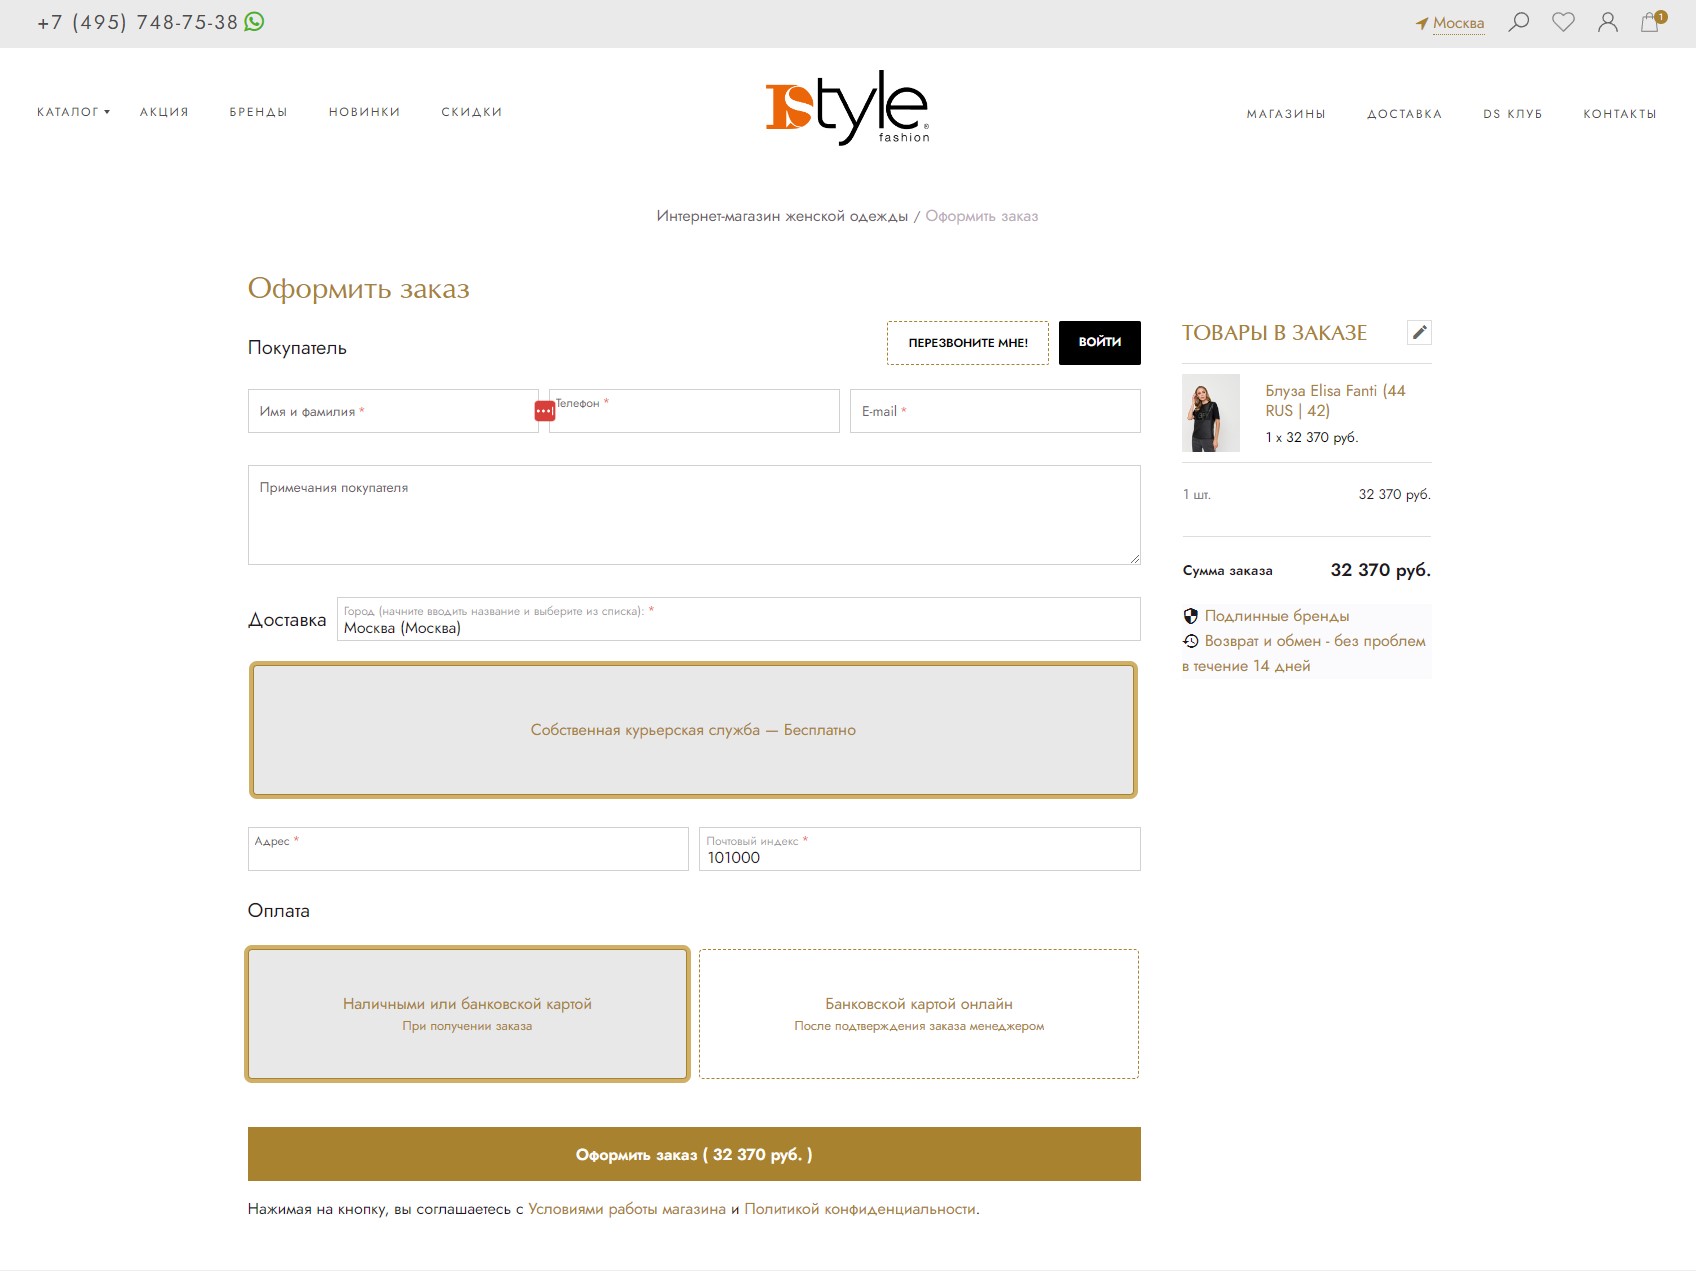 +7 (495) 748-75-38
Москва
1
КАТАЛОГ
АКЦИЯ
БРЕНДЫ
НОВИНКИ
СКИДКИ
DStyle®
fashion
МАГАЗИНЫ
ДОСТАВКА
DS КЛУБ
КОНТАКТЫ
Интернет-магазин женской одежды / Оформить заказ
Оформить заказ
Покупатель
ПЕРЕЗВОНИТЕ МНЕ!
ВОЙТИ
Имя и фамилия *
Телефон *
E-mail *
Примечания покупателя
Доставка
Город (начните вводить название и выберите из списка): *
Москва (Москва)
Собственная курьерская служба — Бесплатно
Адрес *
Почтовый индекс *
101000
Оплата
Наличными или банковской картой
При получении заказа
Банковской картой онлайн
После подтверждения заказа менеджером
Оформить заказ ( 32 370 руб. )
Нажимая на кнопку, вы соглашаетесь с Условиями работы магазина и Политикой конфиденциальности.
ТОВАРЫ В ЗАКАЗЕ
Блуза Elisa Fanti (44
RUS | 42)
1 x 32 370 руб.
1 шт.
32 370 руб.
Сумма заказа
32 370 руб.
Подлинные бренды
Возврат и обмен - без проблем
в течение 14 дней